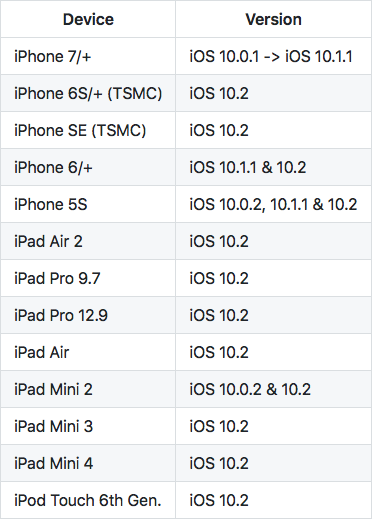 Device Version
iPhone 7/+ iOS 10.0.1 -> iOS 10.1.1
iPhone 6S/+ (TSMC) iOS 10.2
iPhone SE (TSMC) iOS 10.2
iPhone 6/+ iOS 10.1.1 & 10.2
iPhone 5S iOS 10.0.2, 10.1.1 & 10.2
iPad Air 2 iOS 10.2
iPad Pro 9.7 iOS 10.2
iPad Pro 12.9 iOS 10.2
iPad Air iOS 10.2
iPad Mini 2 iOS 10.0.2 & 10.2
iPad Mini 3 iOS 10.2
iPad Mini 4 iOS 10.2
iPod Touch 6th Gen. iOS 10.2